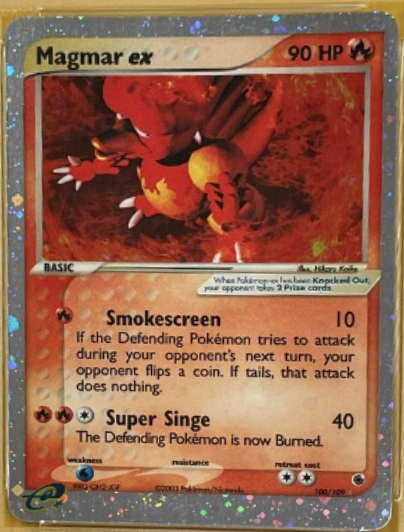 Magmar ex 90 HP
BASIC
Illus. Hikaru Koike
When Pokémon-ex has been Knocked Out,
your opponent takes 2 Prize cards.
Smokescreen 10
If the Defending Pokémon tries to attack
during your opponent's next turn, your
opponent flips a coin. If tails, that attack
does nothing.
Super Singe 40
The Defending Pokémon is now Burned.
weakness resistance retreat cost
©2003 Pokémon/Nintendo 100/109